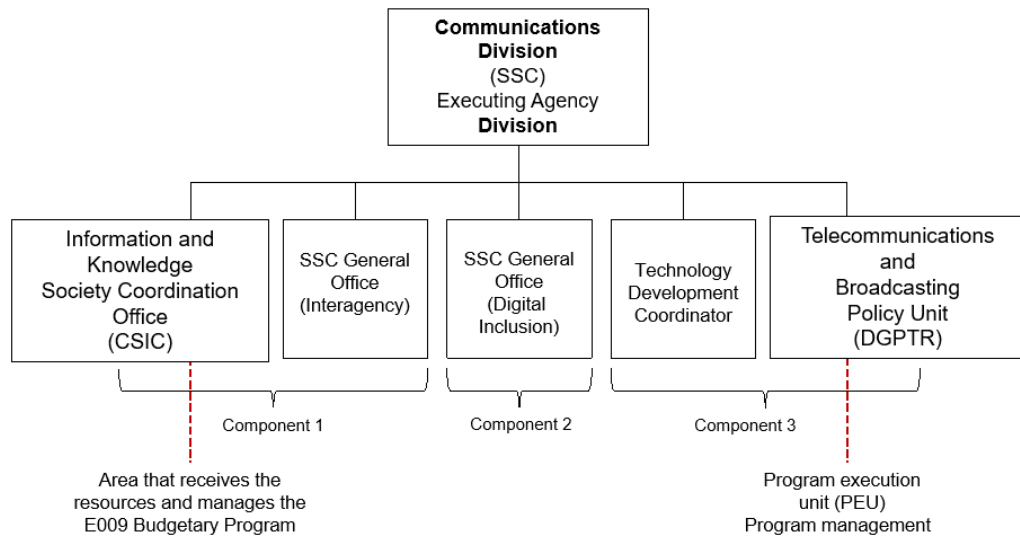 Communications
Division
(SSC)
Executing Agency
Division
Information and
Knowledge
Society Coordination
Office
(CSIC)
SSC General
Office
(Interagency)
SSC General
Office
(Digital
Inclusion)
Technology
Development
Coordinator
Telecommunications
and
Broadcasting
Policy Unit
(DGPTR)
Component 1
Component 2
Component 3
Area that receives the
resources and manages the
E009 Budgetary Program
Program execution
unit (PEU)
Program management